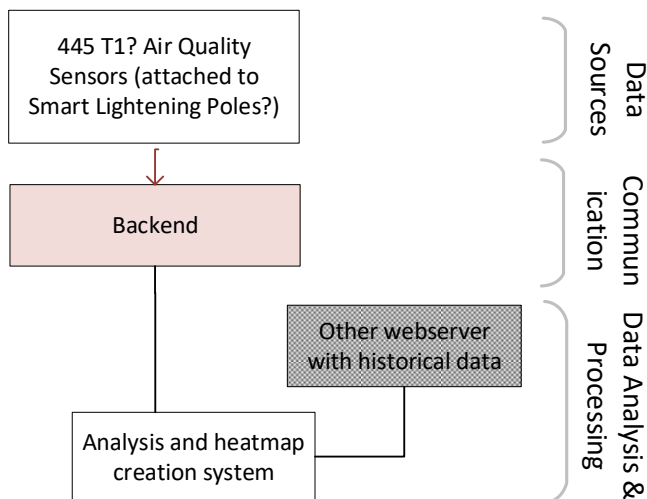 445 T1? Air Quality
Sensors (attached to
Smart Lightening Poles?)
Data
Sources
Backend
Commun
ication
Other webserver
with historical data
Analysis and heatmap
creation system
Data Analysis &
Processing